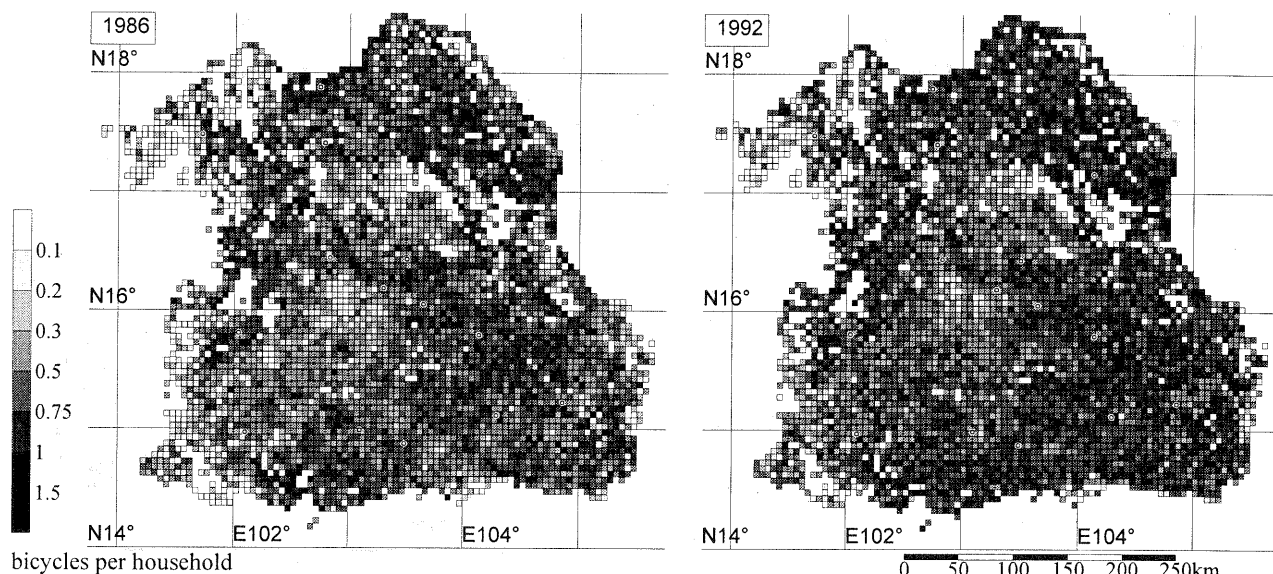 1986
N18°
N16°
N14°
E102°
E104°
0.1
0.2
0.3
0.5
0.75
1
1.5
bicycles per household
1992
N18°
N16°
N14°
E102°
E104°
0 50 100 150 200 250km